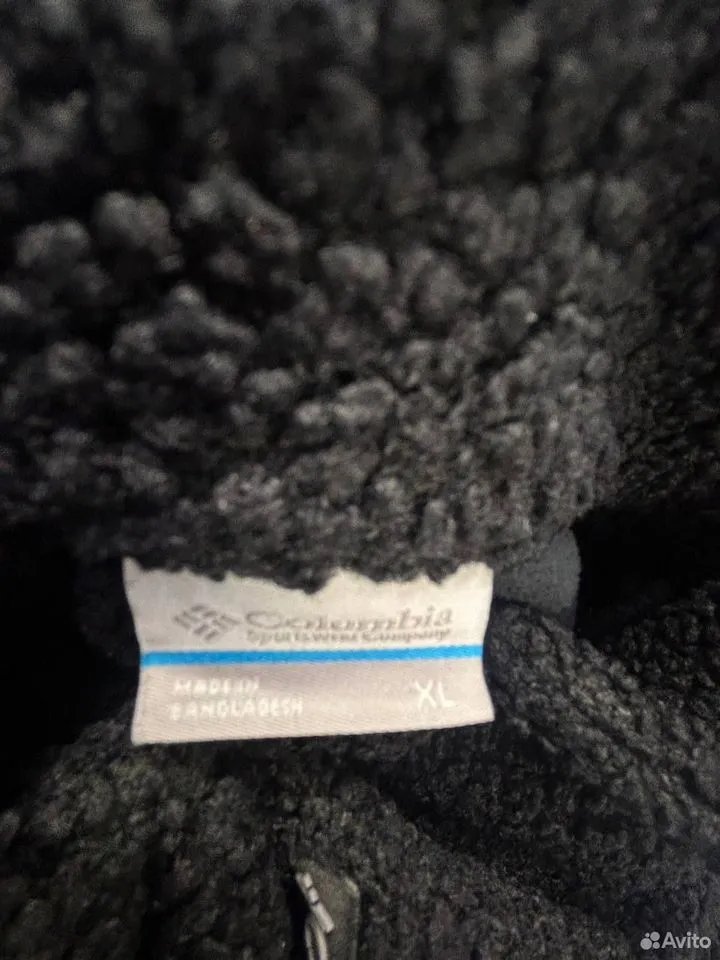 Columbia
Sportswear Company
MADE IN
BANGLADESH
XL
Avito